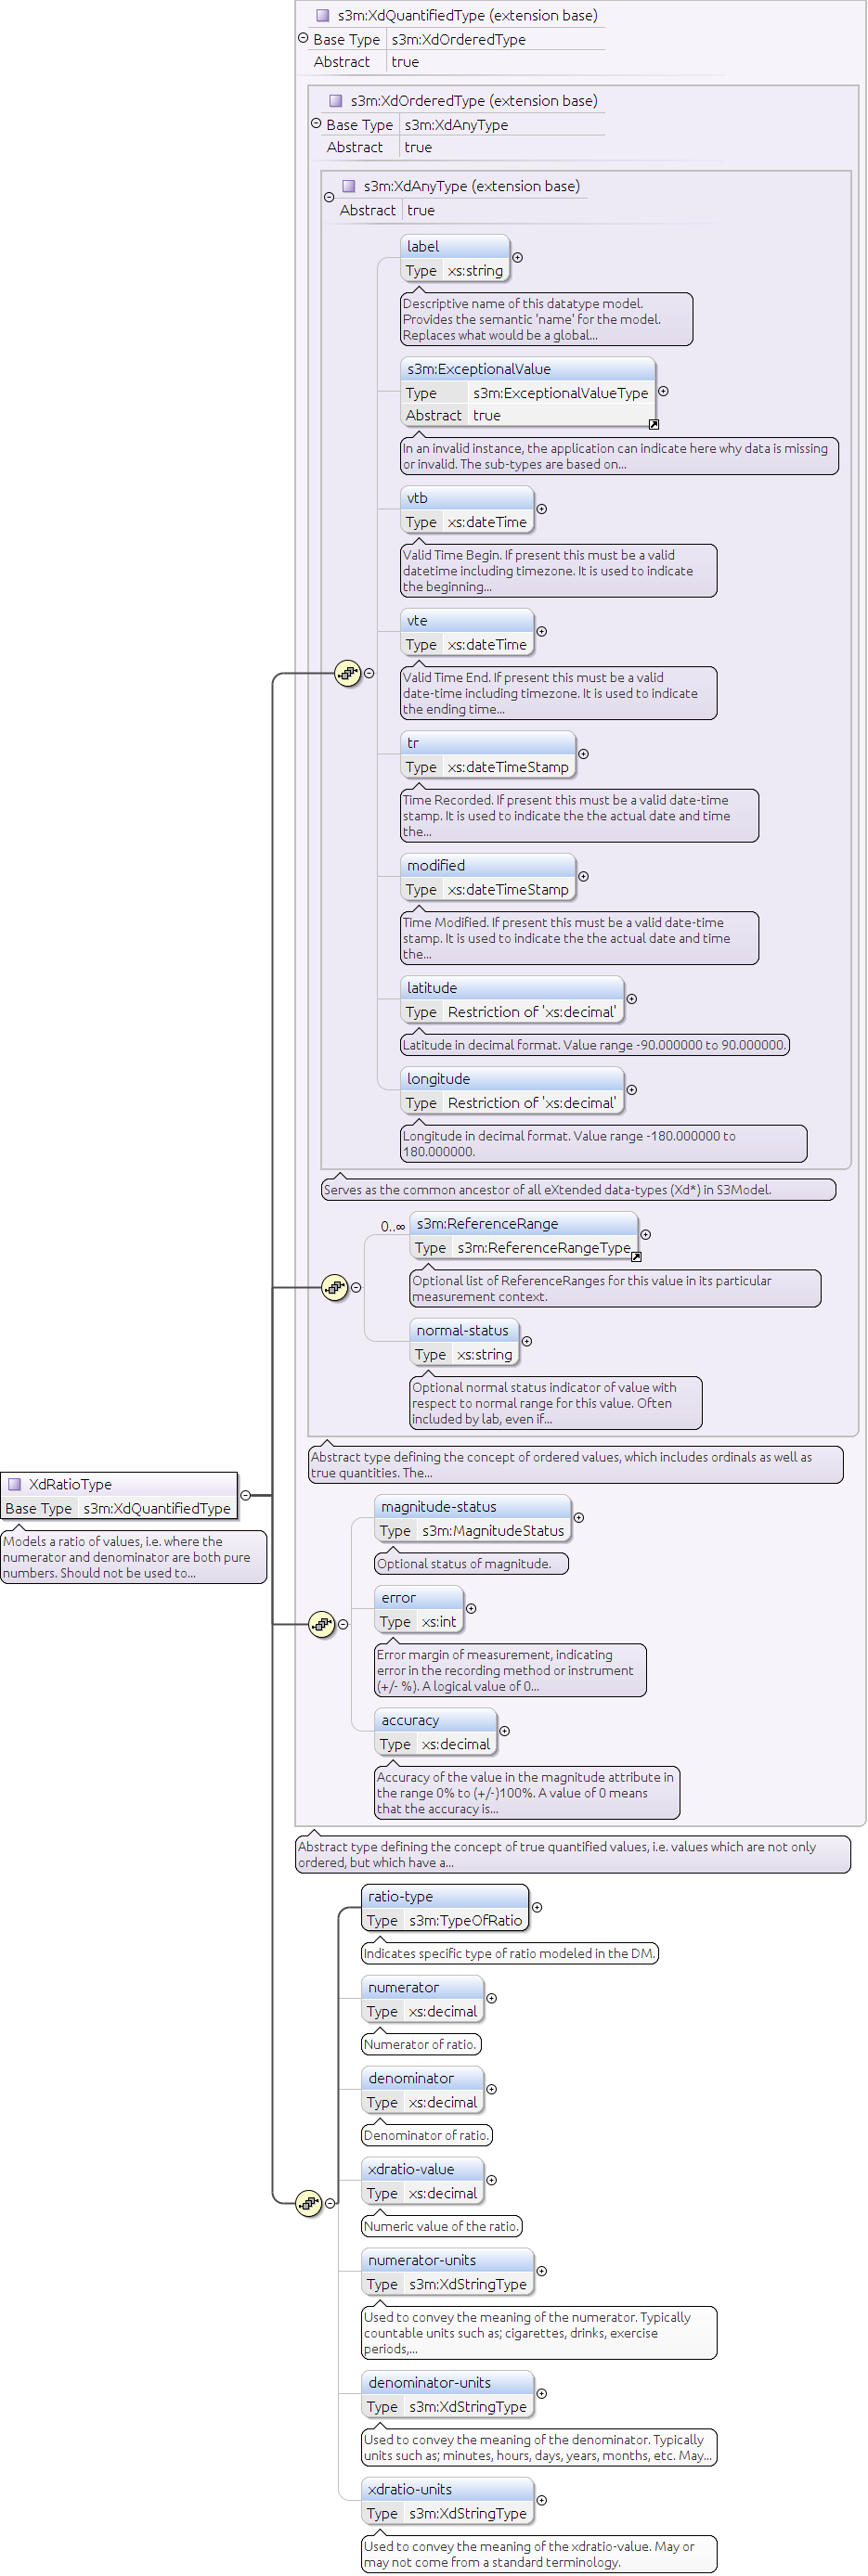 s3m:XdQuantifiedType (extension base)
Base Type s3m:XdOrderedType
Abstract true
s3m:XdOrderedType (extension base)
Base Type s3m:XdAnyType
Abstract true
s3m:XdAnyType (extension base)
Abstract true
label
Type xs:string
Descriptive name of this datatype model.
Provides the semantic 'name' for the model.
Replaces what would be a global...
s3m:ExceptionalValue
Type s3m:ExceptionalValueType
Abstract true
In an invalid instance, the application can indicate here why data is missing
or invalid. The sub-types are based on...
vtb
Type xs:dateTime
Valid Time Begin. If present this must be a valid
datetime including timezone. It is used to indicate
the beginning...
vte
Type xs:dateTime
Valid Time End. If present this must be a valid
date-time including timezone. It is used to indicate
the ending time...
tr
Type xs:dateTimeStamp
Time Recorded. If present this must be a valid date-time
stamp. It is used to indicate the the actual date and time
the...
modified
Type xs:dateTimeStamp
Time Modified. If present this must be a valid date-time
stamp. It is used to indicate the the actual date and time
the...
latitude
Type Restriction of 'xs:decimal'
Latitude in decimal format. Value range -90.000000 to 90.000000.
longitude
Type Restriction of 'xs:decimal'
Longitude in decimal format. Value range -180.000000 to
180.000000.
Serves as the common ancestor of all eXtended data-types (Xd*) in S3Model.
0..∞
s3m:ReferenceRange
Type s3m:ReferenceRangeType
Optional list of ReferenceRanges for this value in its particular
measurement context.
normal-status
Type xs:string
Optional normal status indicator of value with
respect to normal range for this value. Often
included by lab, even if...
Abstract type defining the concept of ordered values, which includes ordinals as well as
true quantities. The...
XdRatioType
Base Type s3m:XdQuantifiedType
Models a ratio of values, i.e. where the
numerator and denominator are both pure
numbers. Should not be used to...
magnitude-status
Type s3m:MagnitudeStatus
Optional status of magnitude.
error
Type xs:int
Error margin of measurement, indicating
error in the recording method or instrument
(+/- %). A logical value of 0...
accuracy
Type xs:decimal
Accuracy of the value in the magnitude attribute in
the range 0% to (+/-)100%. A value of 0 means
that the accuracy is...
Abstract type defining the concept of true quantified values, i.e. values which are not only
ordered, but which have a...
ratio-type
Type s3m:TypeOfRatio
Indicates specific type of ratio modeled in the DM.
numerator
Type xs:decimal
Numerator of ratio.
denominator
Type xs:decimal
Denominator of ratio.
xdratio-value
Type xs:decimal
Numeric value of the ratio.
numerator-units
Type s3m:XdStringType
Used to convey the meaning of the numerator. Typically
countable units such as; cigarettes, drinks, exercise
periods,...
denominator-units
Type s3m:XdStringType
Used to convey the meaning of the denominator. Typically
units such as; minutes, hours, days, years, months, etc. May...
xdratio-units
Type s3m:XdStringType
Used to convey the meaning of the xdratio-value. May or
may not come from a standard terminology.